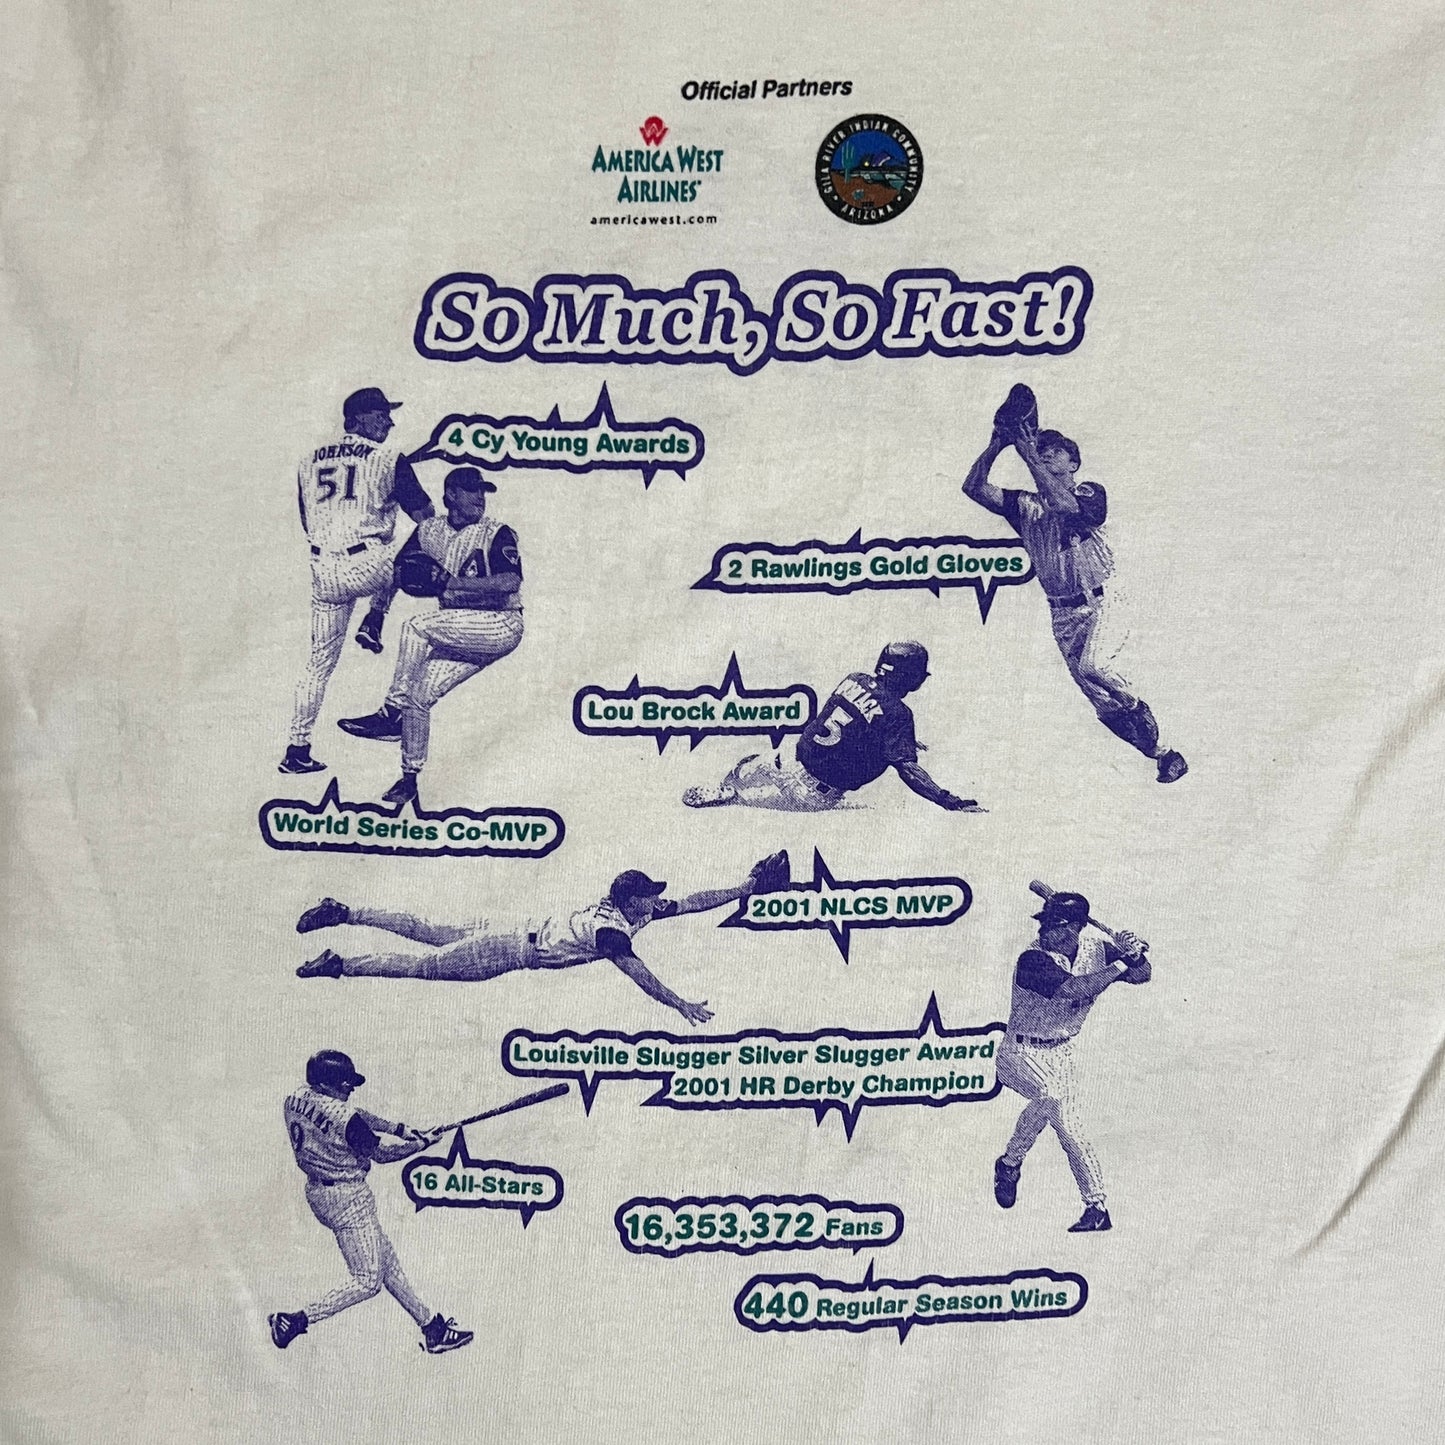 Official Partners
AMERICA WEST
AIRLINES
americawest.com
GILA RIVER INDIAN COMMUNITY
ARIZONA
So Much, So Fast!
JOHNSON
51
4 Cy Young Awards
2 Rawlings Gold Gloves
Lou Brock Award
5
World Series Co-MVP
2001 NLCS MVP
Louisville Slugger Silver Slugger Award
2001 HR Derby Champion
LLIAMS
9
16 All-Stars
16,353,372 Fans
440 Regular Season Wins